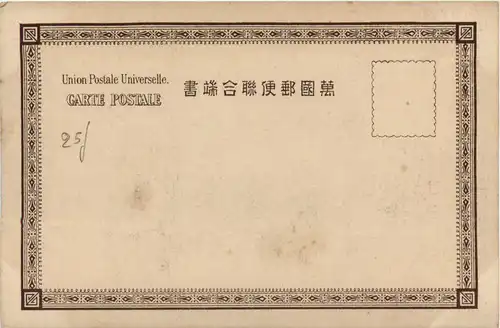 Union Postale Universelle.
CARTE POSTALE
書端合聯便郵國萬
25/